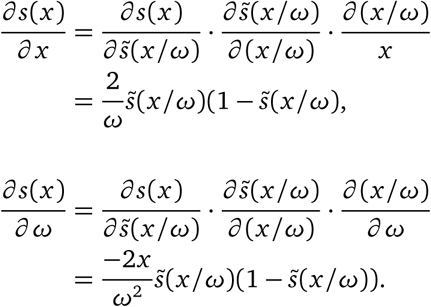 ∂s(x)/∂x = ∂s(x)/∂s̃(x/ω) · ∂s̃(x/ω)/∂(x/ω) · ∂(x/ω)/x
= 2/ω s̃(x/ω)(1 − s̃(x/ω),
∂s(x)/∂ω = ∂s(x)/∂s̃(x/ω) · ∂s̃(x/ω)/∂(x/ω) · ∂(x/ω)/∂ω
= −2x/ω² s̃(x/ω)(1 − s̃(x/ω)).